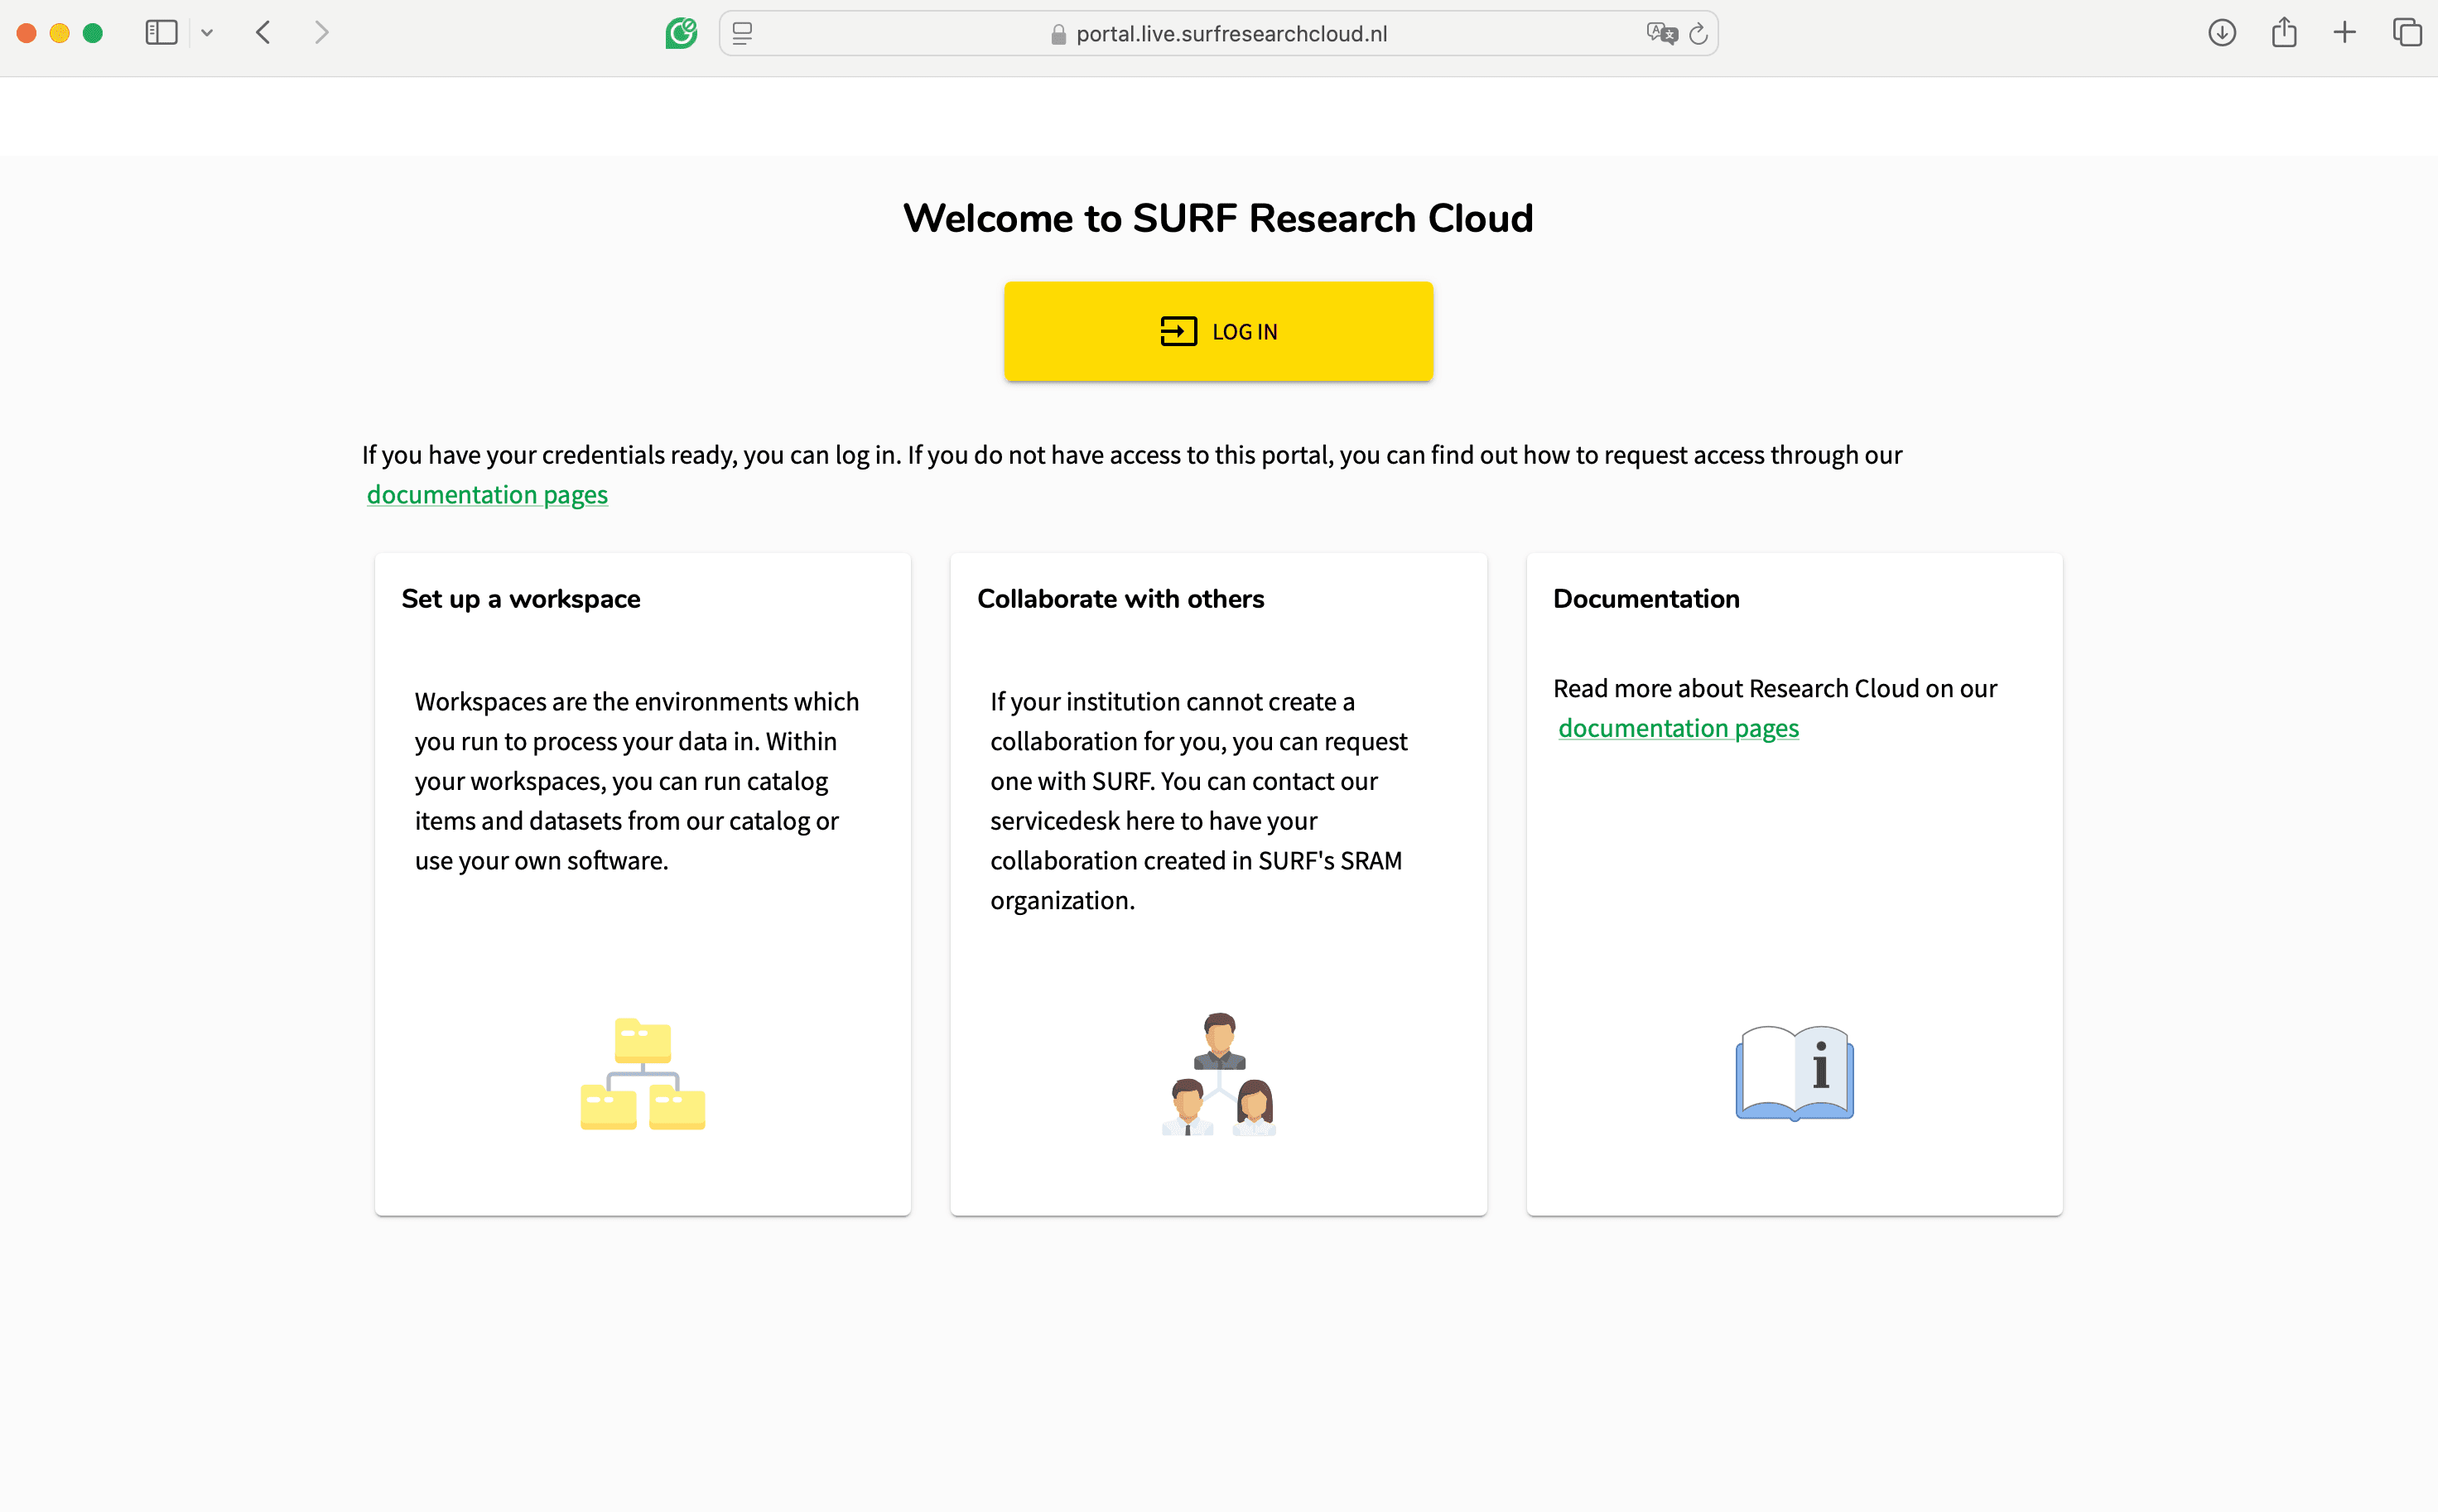 portal.live.surfresearchcloud.nl
Welcome to SURF Research Cloud
LOG IN
If you have your credentials ready, you can log in. If you do not have access to this portal, you can find out how to request access through our
documentation pages
Set up a workspace
Workspaces are the environments which
you run to process your data in. Within
your workspaces, you can run catalog
items and datasets from our catalog or
use your own software.
Collaborate with others
If your institution cannot create a
collaboration for you, you can request
one with SURF. You can contact our
servicedesk here to have your
collaboration created in SURF's SRAM
organization.
Documentation
Read more about Research Cloud on our
documentation pages
i